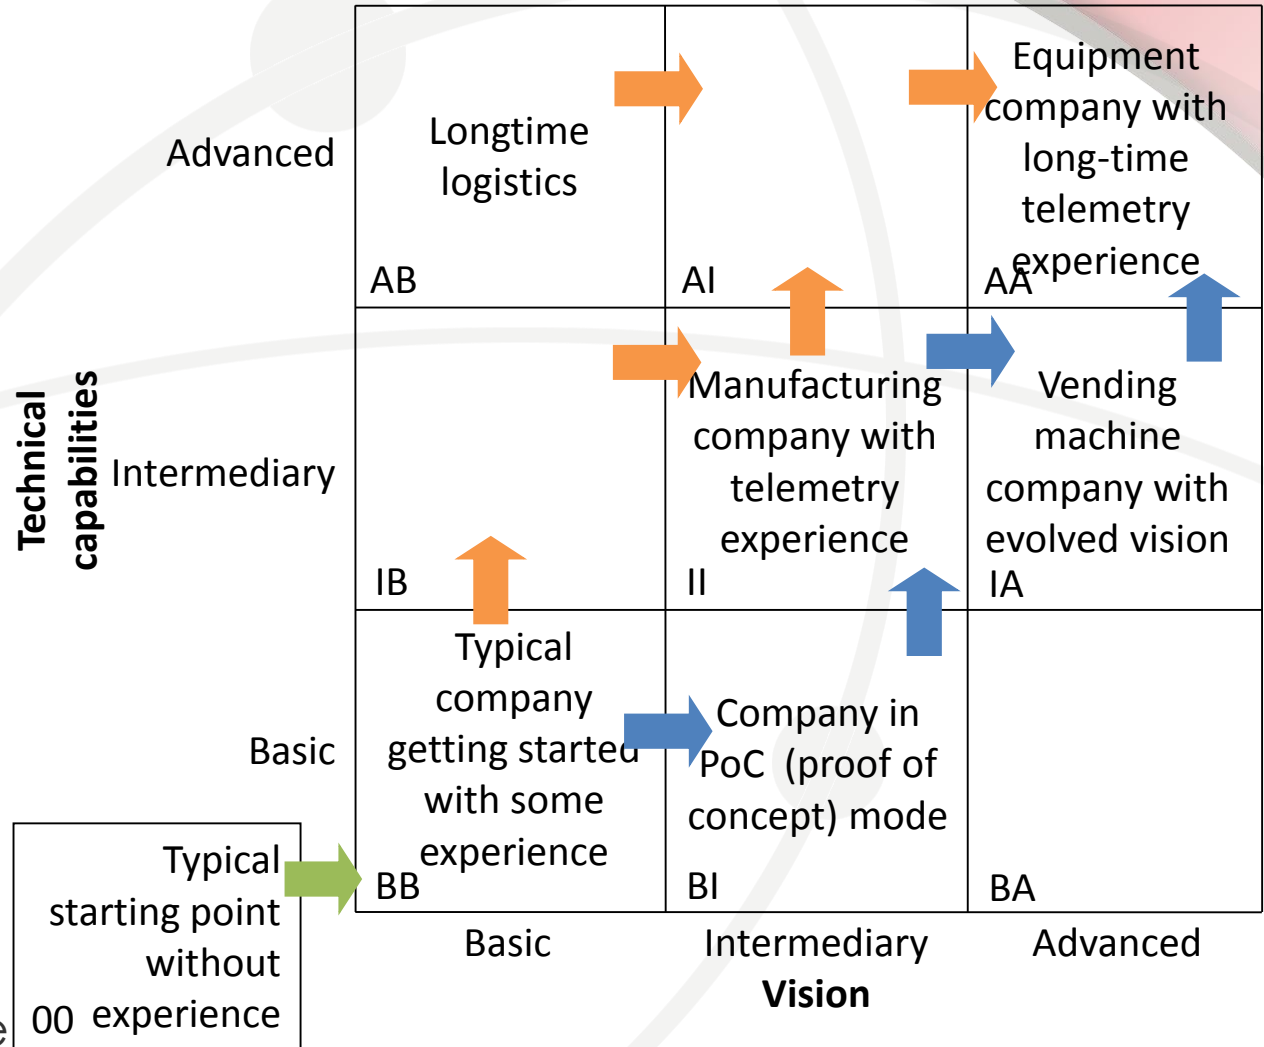 Advanced
Longtime
logistics
AB
AI
Equipment
company with
long-time
telemetry
experience
AA
Technical
capabilities
Intermediary
IB
Manufacturing
company with
telemetry
experience
II
Vending
machine
company with
evolved vision
IA
Basic
Typical
company
getting started
with some
experience
BB
Company in
PoC (proof of
concept) mode
BI
BA
Typical
starting point
without
00 experience
e
Basic
Intermediary
Advanced
Vision